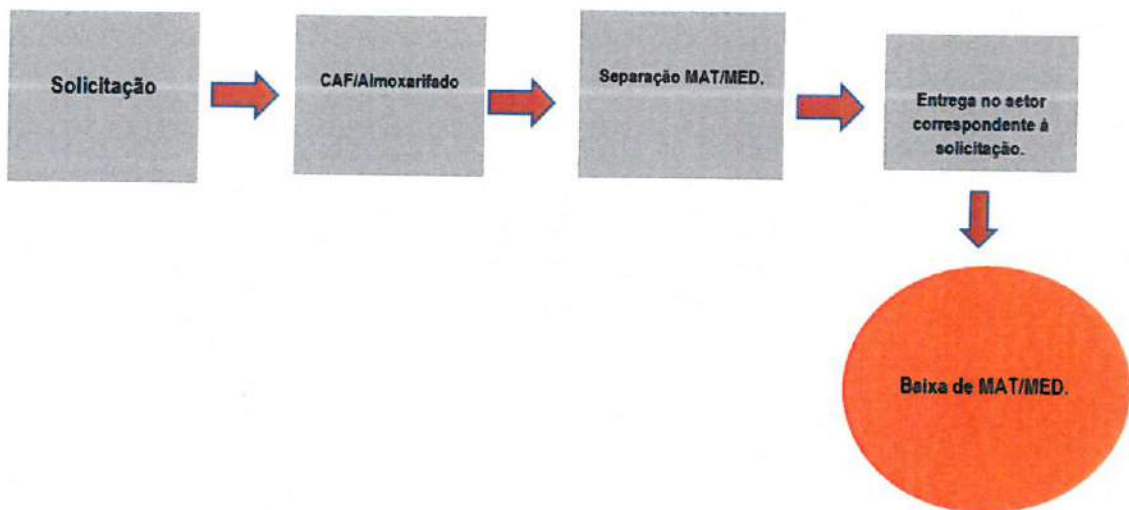 Solicitação
CAF/Almoxarifado
Separação MAT/MED.
Entrega no setor
correspondente á
solicitação.
Baixa de MAT/MED.